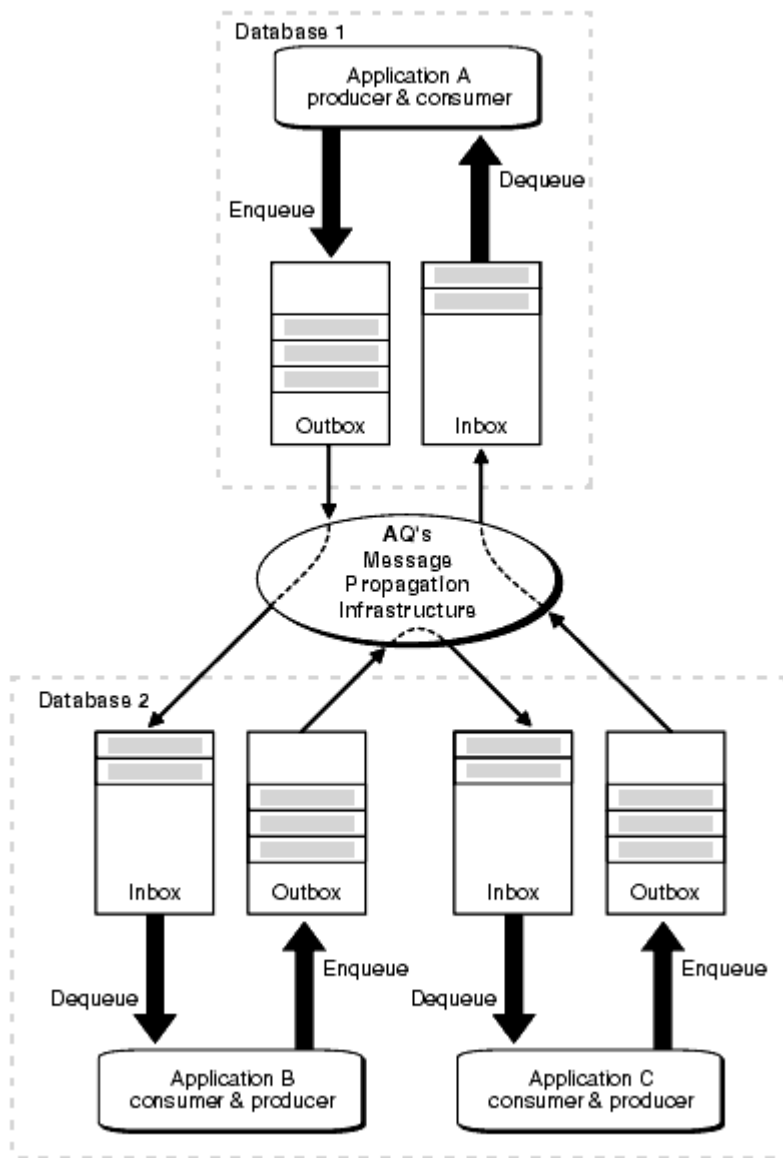 Database 1
Application A
producer & consumer
Dequeue
Enqueue
Outbox
Inbox
AQ's
Message
Propagation
Infrastructure
Database 2
Inbox
Outbox
Inbox
Outbox
Dequeue
Enqueue
Dequeue
Enqueue
Application B
consumer & producer
Application C
consumer & producer